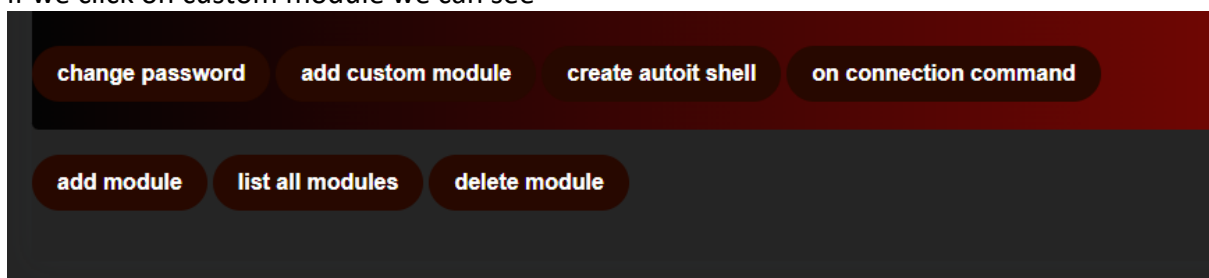 if we click on custom module we can see
change password add custom module create autoit shell on connection command
add module list all modules delete module